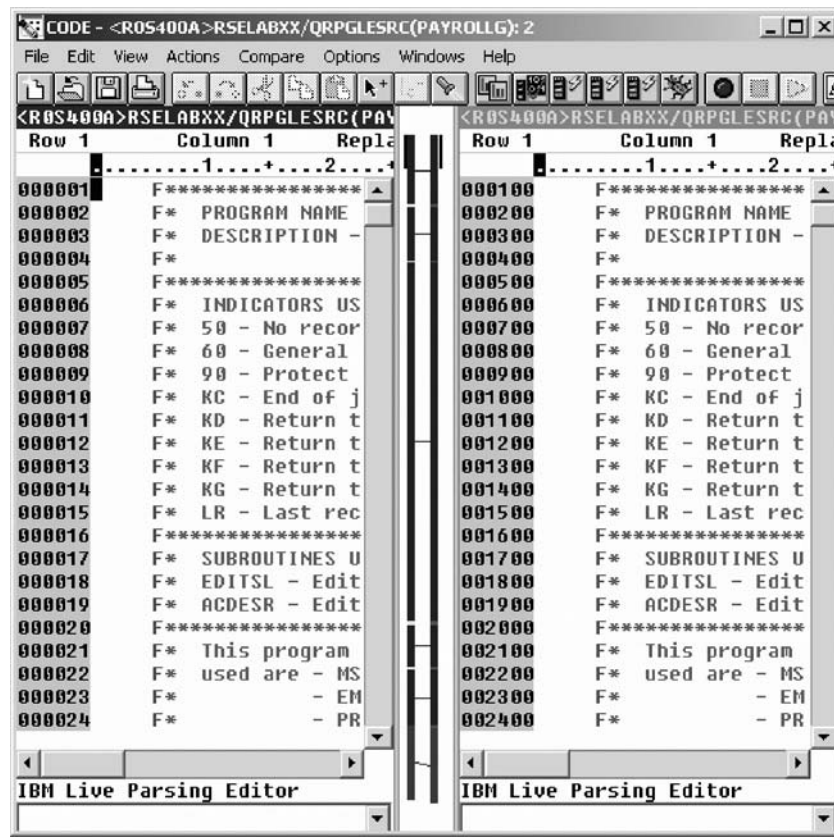 CODE - <ROS400A>RSELABXX/QRPGLESRC(PAYROLLG): 2
File Edit View Actions Compare Options Windows Help
<R0S400A>RSELABXX/QRPGLESRC(PAY
Row 1 Column 1 Repla
.........1....+....2....+
000001 F*****************
000002 F* PROGRAM NAME
000003 F* DESCRIPTION -
000004 F*
000005 F*****************
000006 F* INDICATORS US
000007 F* 50 - No recor
000008 F* 60 - General
000009 F* 90 - Protect
000010 F* KC - End of j
000011 F* KD - Return t
000012 F* KE - Return t
000013 F* KF - Return t
000014 F* KG - Return t
000015 F* LR - Last rec
000016 F*****************
000017 F* SUBROUTINES U
000018 F* EDITSL - Edit
000019 F* ACDESR - Edit
000020 F*****************
000021 F* This program
000022 F* used are - MS
000023 F* - EM
000024 F* - PR
IBM Live Parsing Editor
<R0S400A>RSELABXX/QRPGLESRC(PA
Row 1 Column 1 Repla
.........1....+....2....+
000100 F*****************
000200 F* PROGRAM NAME
000300 F* DESCRIPTION -
000400 F*
000500 F*****************
000600 F* INDICATORS US
000700 F* 50 - No recor
000800 F* 60 - General
000900 F* 90 - Protect
001000 F* KC - End of j
001100 F* KD - Return t
001200 F* KE - Return t
001300 F* KF - Return t
001400 F* KG - Return t
001500 F* LR - Last rec
001600 F*****************
001700 F* SUBROUTINES U
001800 F* EDITSL - Edit
001900 F* ACDESR - Edit
002000 F*****************
002100 F* This program
002200 F* used are - MS
002300 F* - EM
002400 F* - PR
IBM Live Parsing Editor